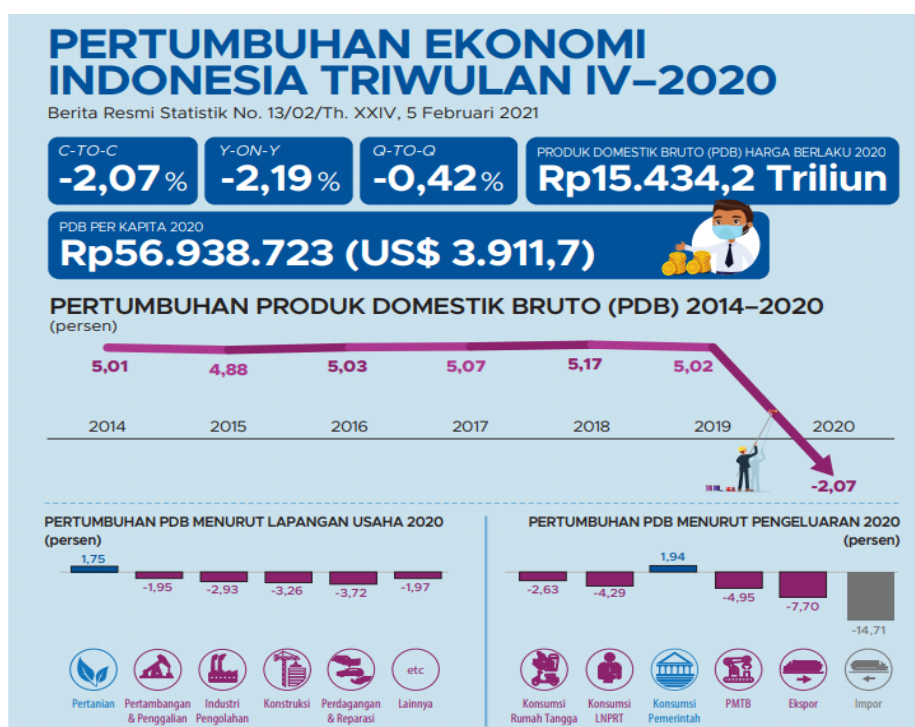 PERTUMBUHAN EKONOMI
INDONESIA TRIWULAN IV–2020
Berita Resmi Statistik No. 13/02/Th. XXIV, 5 Februari 2021
C-TO-C
-2,07 %
Y-ON-Y
-2,19 %
Q-TO-Q
-0,42 %
PRODUK DOMESTIK BRUTO (PDB) HARGA BERLAKU 2020
Rp15.434,2 Triliun
PDB PER KAPITA 2020
Rp56.938.723 (US$ 3.911,7)
PERTUMBUHAN PRODUK DOMESTIK BRUTO (PDB) 2014–2020
(persen)
5,01 4,88 5,03 5,07 5,17 5,02
2014 2015 2016 2017 2018 2019 2020
-2,07
PERTUMBUHAN PDB MENURUT LAPANGAN USAHA 2020
(persen)
1,75
-1,95 -2,93 -3,26 -3,72 -1,97
etc
Pertanian
Pertambangan
& Penggalian
Industri
Pengolahan
Konstruksi
Perdagangan
& Reparasi
Lainnya
PERTUMBUHAN PDB MENURUT PENGELUARAN 2020
(persen)
1,94
-2,63 -4,29 -4,95 -7,70
-14,71
Konsumsi
Rumah Tangga
Konsumsi
LNPRT
Konsumsi
Pemerintah
PMTB
Ekspor
Impor